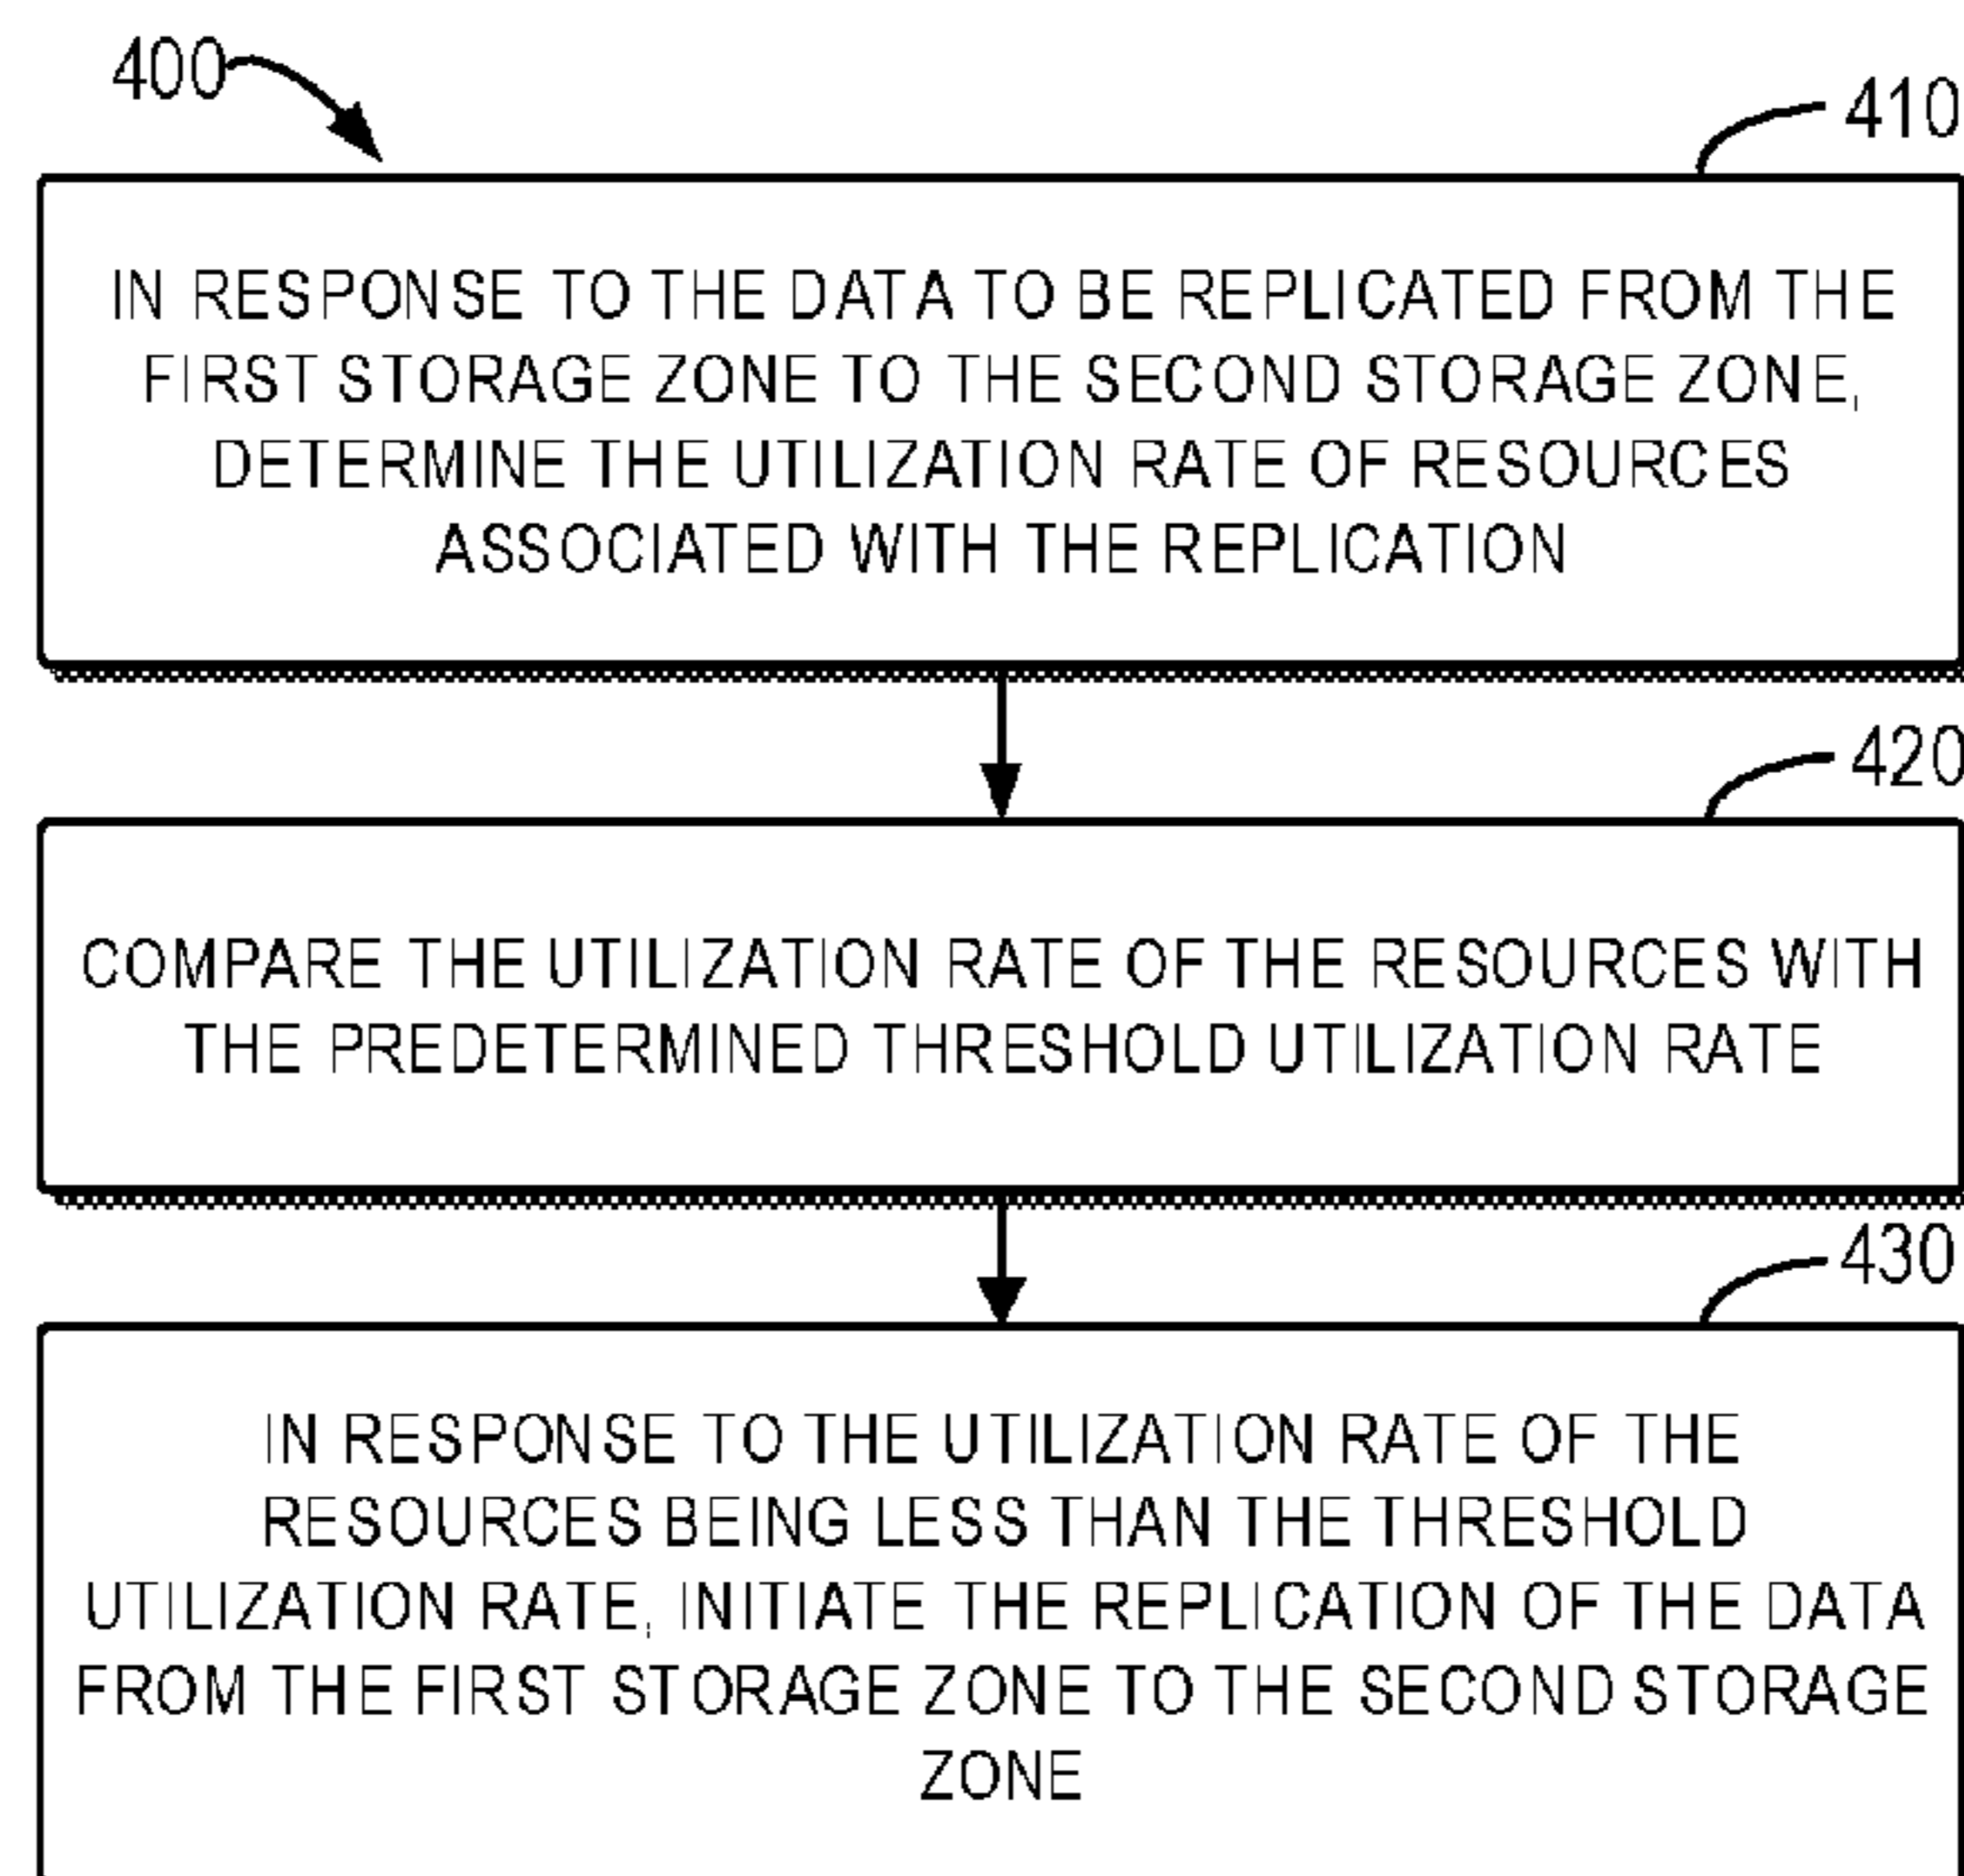 400
410
IN RESPONSE TO THE DATA TO BE REPLICATED FROM THE
FIRST STORAGE ZONE TO THE SECOND STORAGE ZONE,
DETERMINE THE UTILIZATION RATE OF RESOURCES
ASSOCIATED WITH THE REPLICATION
420
COMPARE THE UTILIZATION RATE OF THE RESOURCES WITH
THE PREDETERMINED THRESHOLD UTILIZATION RATE
430
IN RESPONSE TO THE UTILIZATION RATE OF THE
RESOURCES BEING LESS THAN THE THRESHOLD
UTILIZATION RATE, INITIATE THE REPLICATION OF THE DATA
FROM THE FIRST STORAGE ZONE TO THE SECOND STORAGE
ZONE